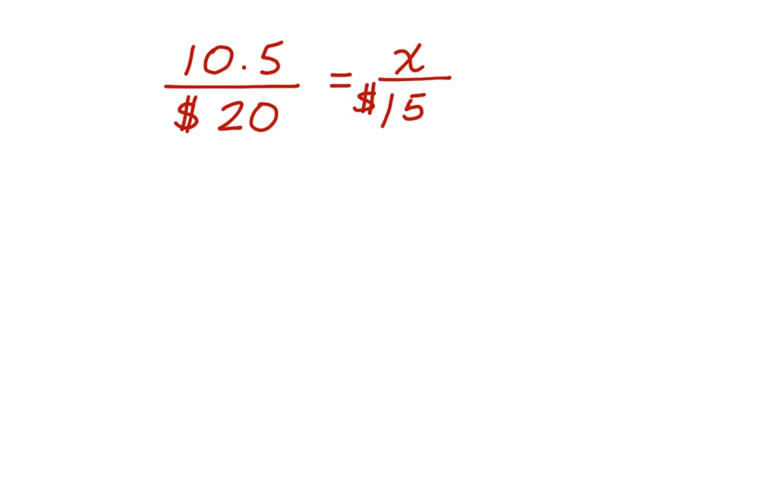 10.5 / $ 20 = x / $15